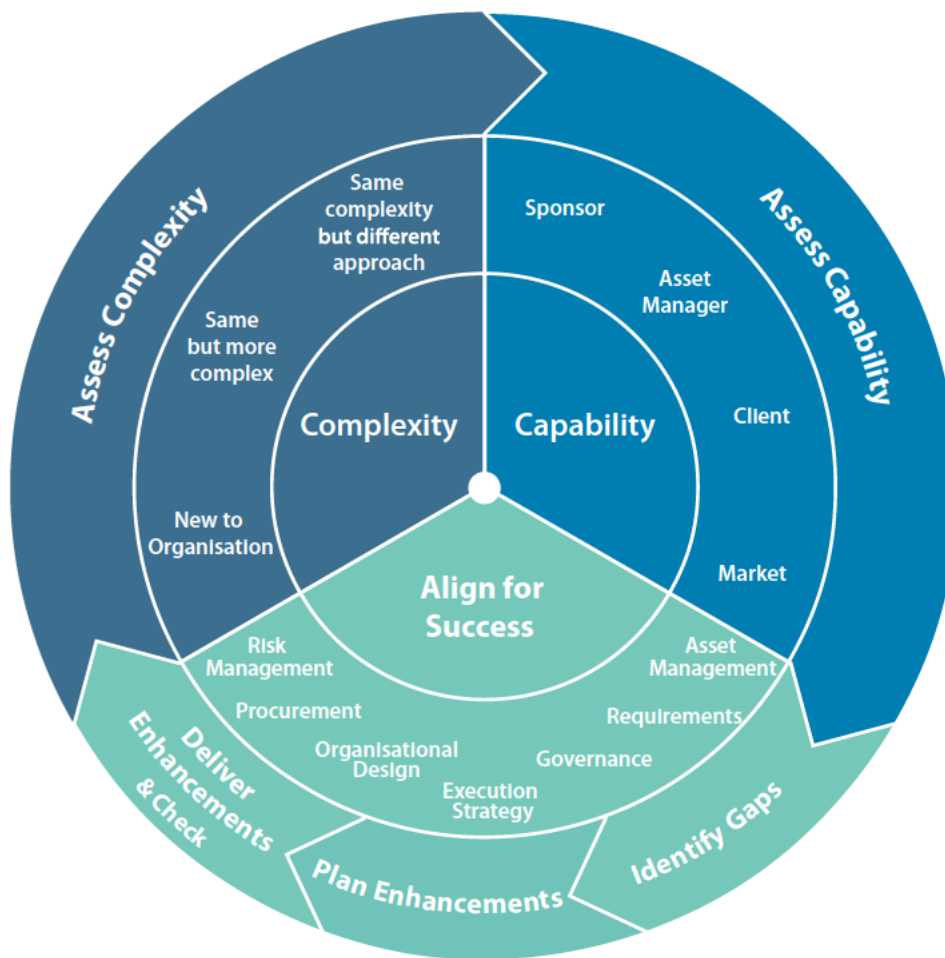 Assess Complexity
Same
complexity
but different
approach
Same
but more
complex
New to
Organisation
Complexity
Assess Capability
Sponsor
Asset
Manager
Client
Market
Capability
Align for
Success
Asset
Management
Requirements
Governance
Execution
Strategy
Organisational
Design
Procurement
Risk
Management
Identify Gaps
Plan Enhancements
Deliver
Enhancements
& Check